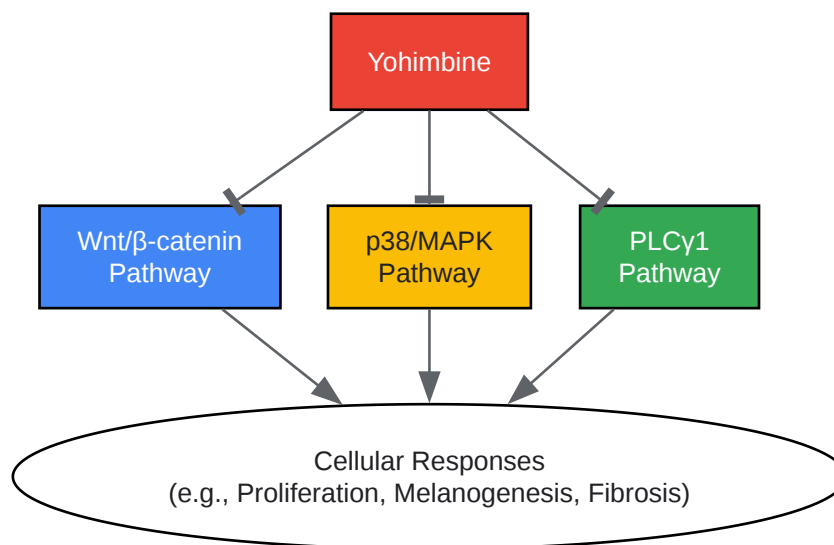 Yohimbine
Wnt/β-catenin
Pathway
p38/MAPK
Pathway
PLCγ1
Pathway
Cellular Responses
(e.g., Proliferation, Melanogenesis, Fibrosis)